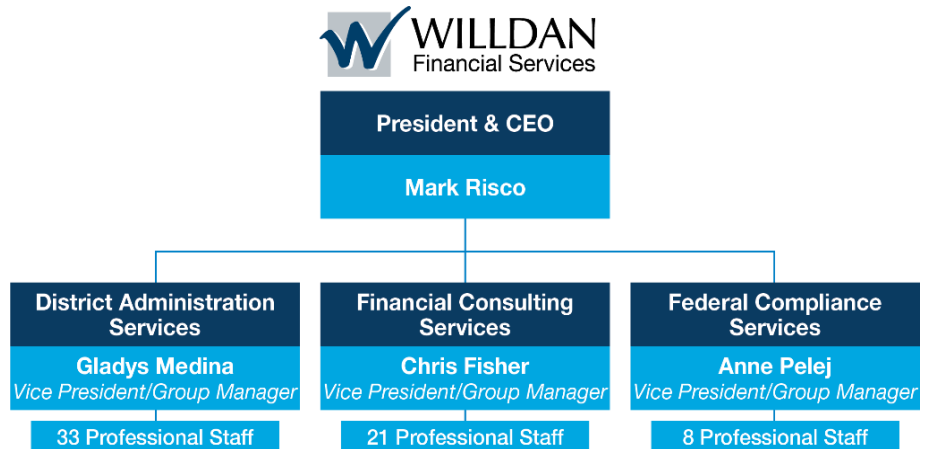 WILLDAN
Financial Services
President & CEO
Mark Risco
District Administration
Services
Gladys Medina
Vice President/Group Manager
33 Professional Staff
Financial Consulting
Services
Chris Fisher
Vice President/Group Manager
21 Professional Staff
Federal Compliance
Services
Anne Pelej
Vice President/Group Manager
8 Professional Staff